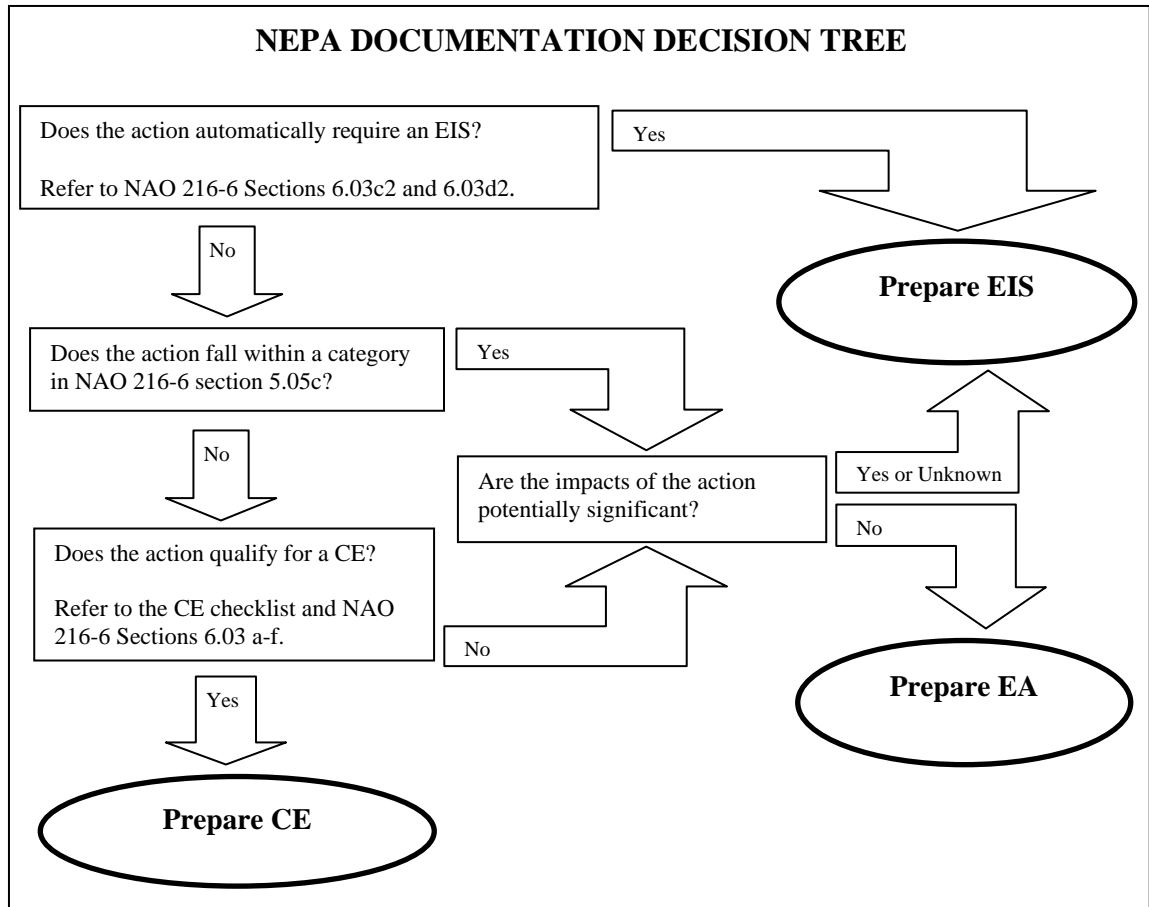 NEPA DOCUMENTATION DECISION TREE
Does the action automatically require an EIS?
Refer to NAO 216-6 Sections 6.03c2 and 6.03d2.
Yes
No
Prepare EIS
Does the action fall within a category
in NAO 216-6 section 5.05c?
Yes
No
Are the impacts of the action
potentially significant?
Yes or Unknown
No
Does the action qualify for a CE?
Refer to the CE checklist and NAO
216-6 Sections 6.03 a-f.
No
Yes
Prepare EA
Prepare CE